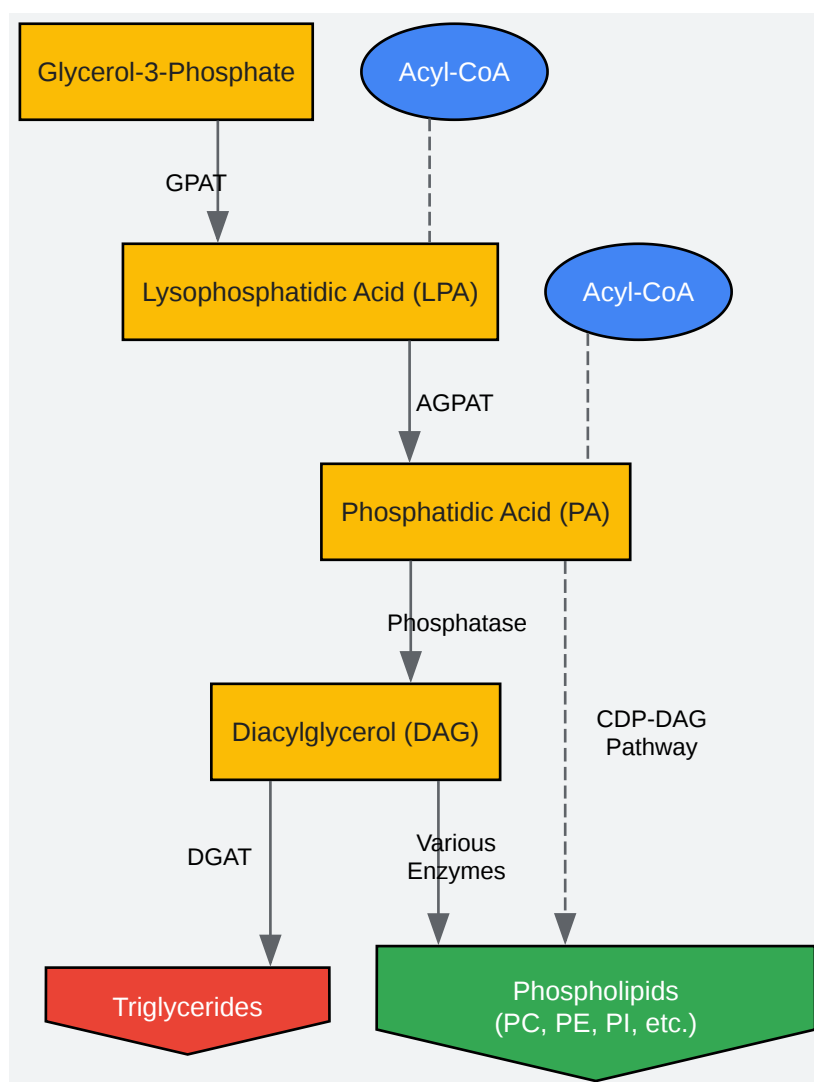 Glycerol-3-Phosphate
Acyl-CoA
GPAT
Lysophosphatidic Acid (LPA)
Acyl-CoA
AGPAT
Phosphatidic Acid (PA)
Phosphatase
Diacylglycerol (DAG)
CDP-DAG
Pathway
DGAT
Various
Enzymes
Triglycerides
Phospholipids
(PC, PE, PI, etc.)